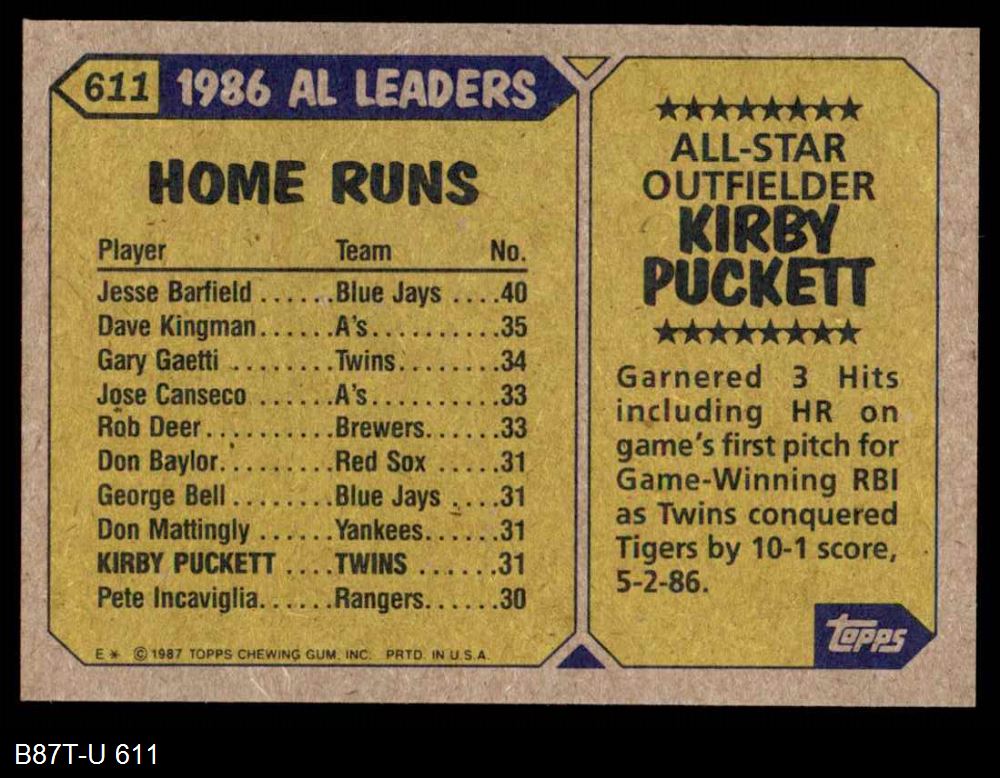 611 1986 AL LEADERS
HOME RUNS
Player Team No.
Jesse Barfield ...... Blue Jays ....40
Dave Kingman...... A's..........35
Gary Gaetti ........Twins........34
Jose Canseco ......A's..........33
Rob Deer..........Brewers......33
Don Baylor.........Red Sox .....31
George Bell ........Blue Jays ....31
Don Mattingly ......Yankees......31
KIRBY PUCKETT ....TWINS .......31
Pete Incaviglia......Rangers......30
E * © 1987 TOPPS CHEWING GUM, INC. PRTD. IN U.S.A.
★★★★★★★★
ALL-STAR
OUTFIELDER
KIRBY
PUCKETT
★★★★★★★★
Garnered 3 Hits
including HR on
game's first pitch for
Game-Winning RBI
as Twins conquered
Tigers by 10-1 score,
5-2-86.
topps
B87T-U 611